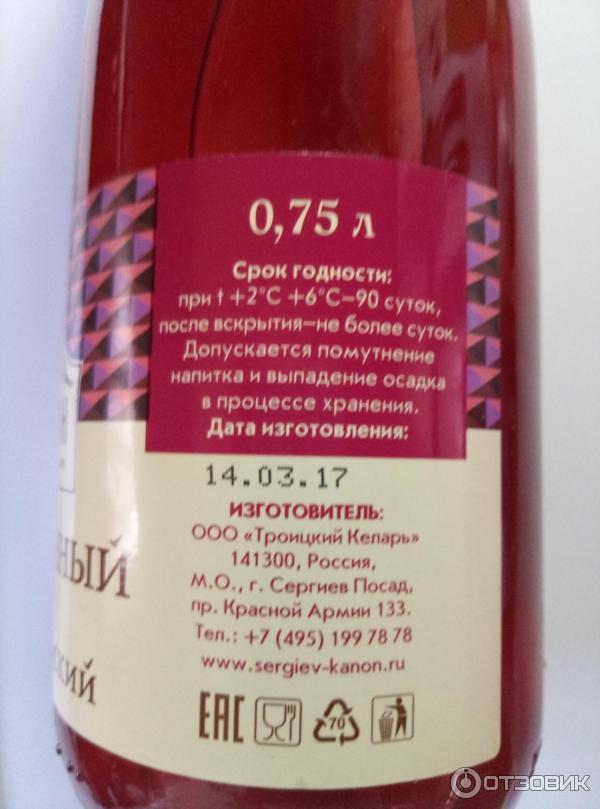 0,75 л
Срок годности:
при t +2°С +6°С–90 суток,
после вскрытия–не более суток.
Допускается помутнение
напитка и выпадение осадка
в процессе хранения.
Дата изготовления:
14.03.17
ИЗГОТОВИТЕЛЬ:
ООО «Троицкий Келарь»
141300, Россия,
М.О., г. Сергиев Посад,
пр. Красной Армии 133.
Тел.: +7 (495) 199 78 78
www.sergiev-kanon.ru
ЕАС
70
ОТЗОВИК